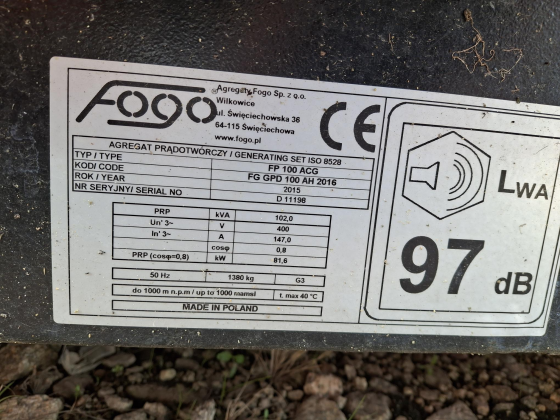 Fogo
Agregaty Fogo Sp. z o.o.
Wilkowice
ul. Święciechowska 36
64-115 Święciechowa
www.fogo.pl
CE
AGREGAT PRĄDOTWÓRCZY / GENERATING SET ISO 8528
TYP / TYPE FP 100 ACG
KOD/ CODE FG GPD 100 AH 2016
ROK / YEAR 2015
NR SERYJNY/ SERIAL NO D 11198
PRP kVA 102,0
Un' 3~ V 400
In' 3~ A 147,0
cosφ 0,8
PRP (cosφ=0,8) kW 81,6
50 Hz 1380 kg G3
do 1000 m n.p.m / up to 1000 mamsl t. max 40 °C
MADE IN POLAND
LWA
97 dB